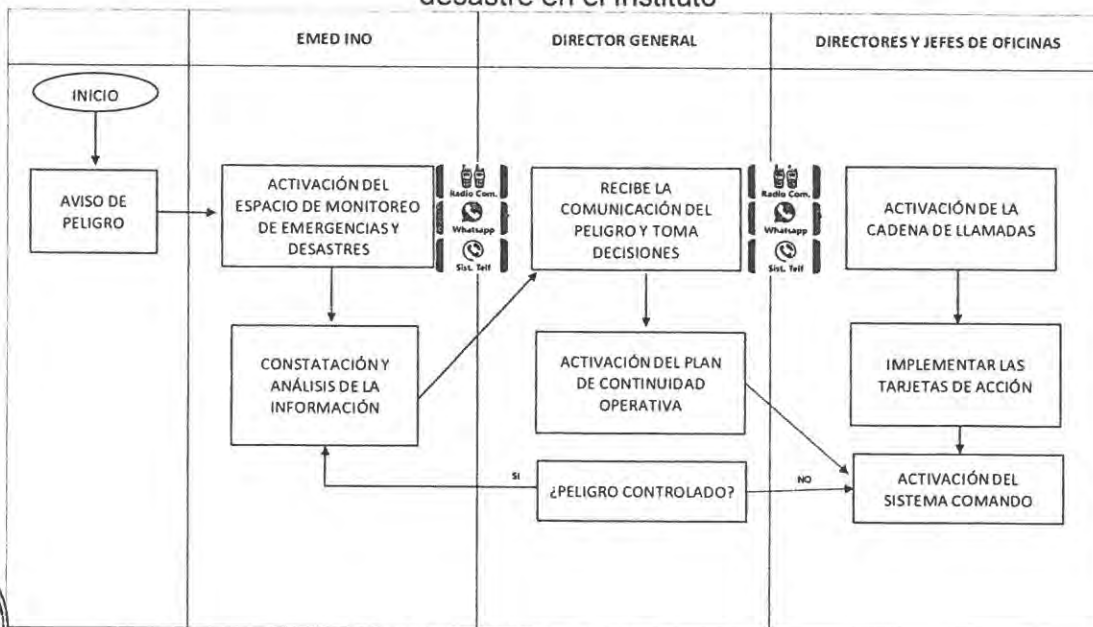 desastre en el Instituto
EMED INO
DIRECTOR GENERAL
DIRECTORES Y JEFES DE OFICINAS
INICIO
AVISO DE
PELIGRO
ACTIVACIÓN DEL
ESPACIO DE MONITOREO
DE EMERGENCIAS Y
DESASTRES
Radio Com.
Whatsapp
Sist. Telf
RECIBE LA
COMUNICACIÓN DEL
PELIGRO Y TOMA
DECISIONES
Radio Com.
Whatsapp
Sist. Telf
ACTIVACIÓN DE LA
CADENA DE LLAMADAS
CONSTATACIÓN Y
ANÁLISIS DE LA
INFORMACIÓN
ACTIVACIÓN DEL PLAN
DE CONTINUIDAD
OPERATIVA
IMPLEMENTAR LAS
TARJETAS DE ACCIÓN
SI
¿PELIGRO CONTROLADO?
NO
ACTIVACIÓN DEL
SISTEMA COMANDO